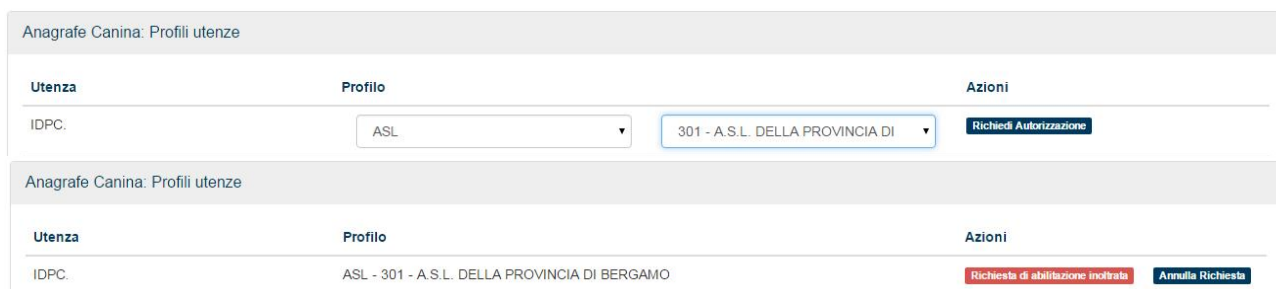 Anagrafe Canina: Profili utenze
Utenza Profilo Azioni
IDPC. ASL 301 - A.S.L. DELLA PROVINCIA DI Richiedi Autorizzazione
Anagrafe Canina: Profili utenze
Utenza Profilo Azioni
IDPC. ASL - 301 - A.S.L. DELLA PROVINCIA DI BERGAMO Richiesta di abilitazione inoltrata Annulla Richiesta